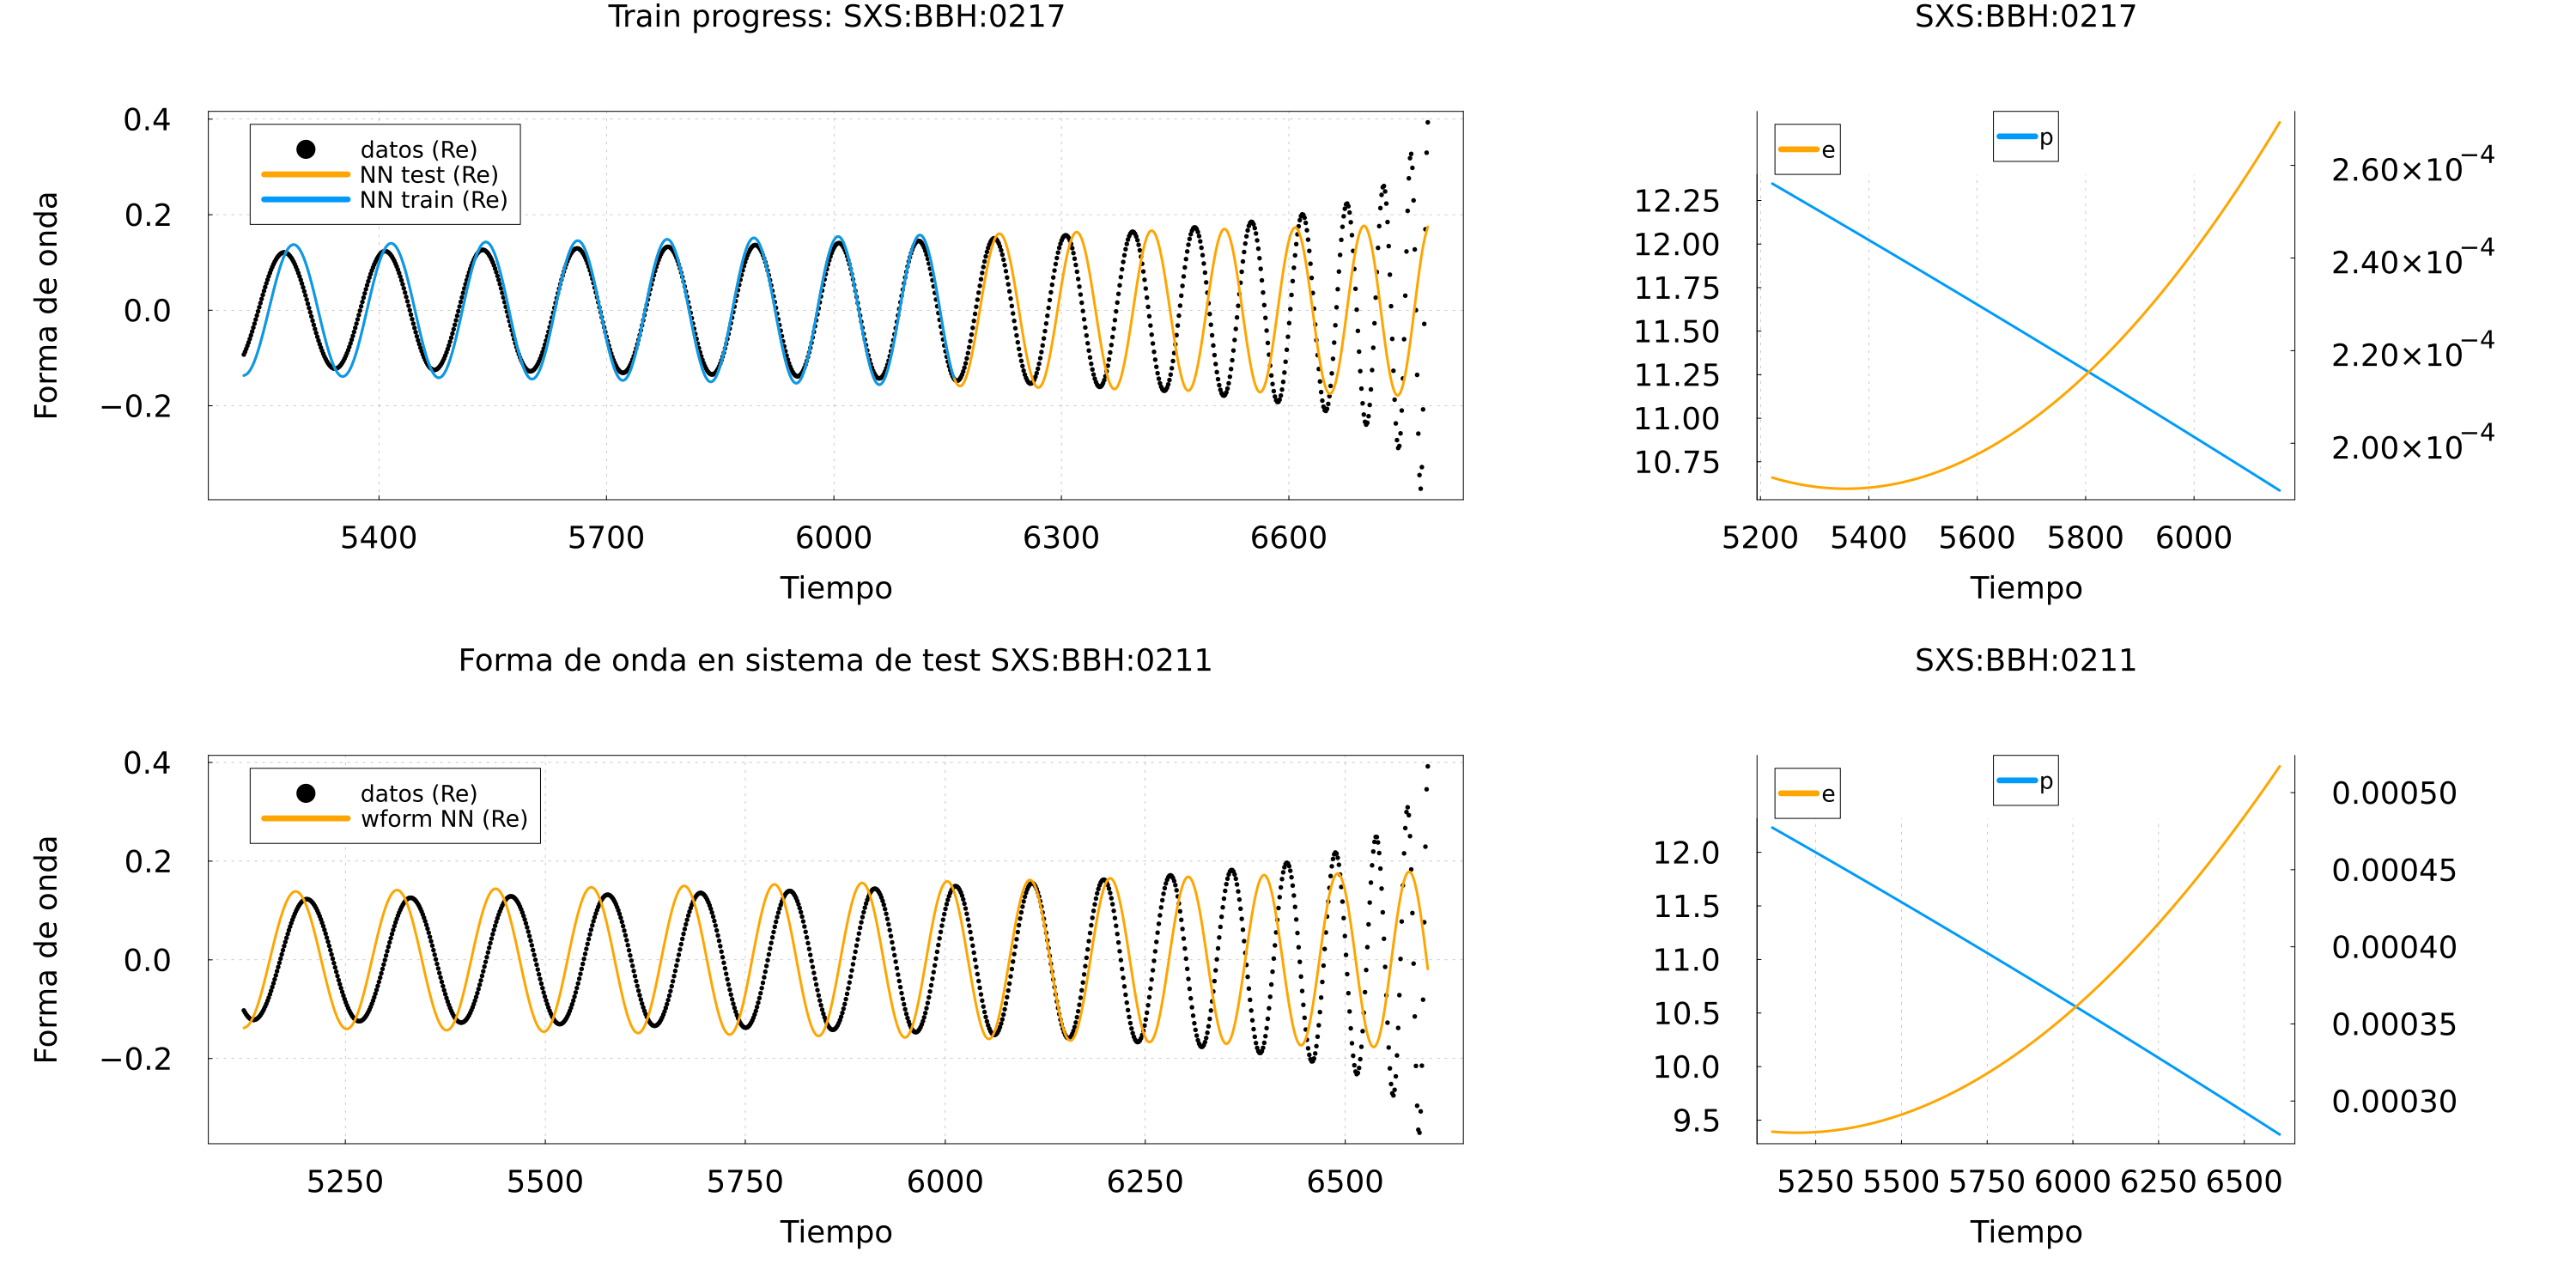 Train progress: SXS:BBH:0217
Forma de onda
0.4
0.2
0.0
−0.2
datos (Re)
NN test (Re)
NN train (Re)
5400 5700 6000 6300 6600
Tiempo
SXS:BBH:0217
e
p
12.25
12.00
11.75
11.50
11.25
11.00
10.75
2.60×10⁻⁴
2.40×10⁻⁴
2.20×10⁻⁴
2.00×10⁻⁴
5200 5400 5600 5800 6000
Tiempo
Forma de onda en sistema de test SXS:BBH:0211
Forma de onda
0.4
0.2
0.0
−0.2
datos (Re)
wform NN (Re)
5250 5500 5750 6000 6250 6500
Tiempo
SXS:BBH:0211
e
p
12.0
11.5
11.0
10.5
10.0
9.5
0.00050
0.00045
0.00040
0.00035
0.00030
5250 5500 5750 6000 6250 6500
Tiempo